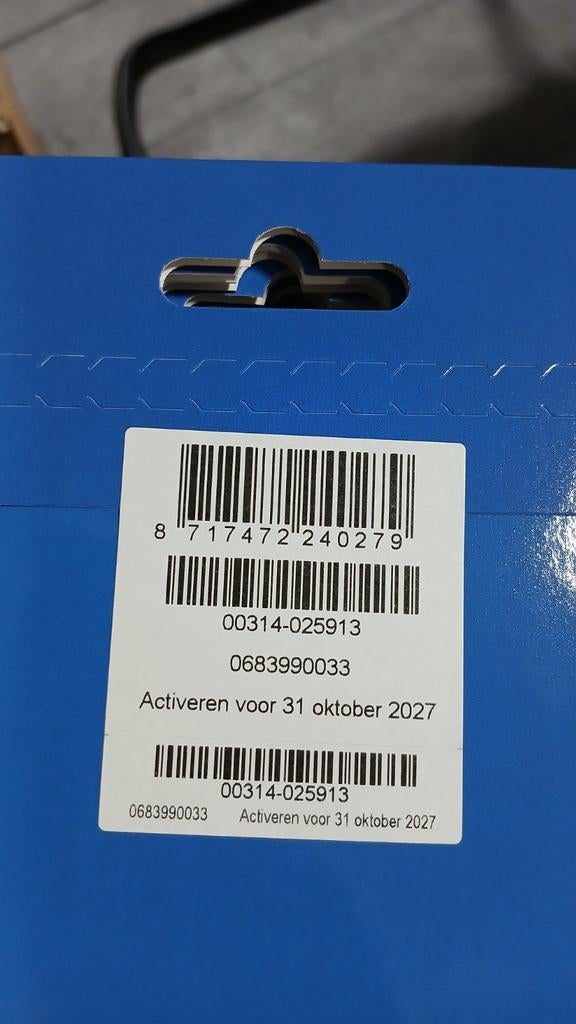 8 717472 240279
00314-025913
0683990033
Activeren voor 31 oktober 2027
00314-025913
0683990033 Activeren voor 31 oktober 2027